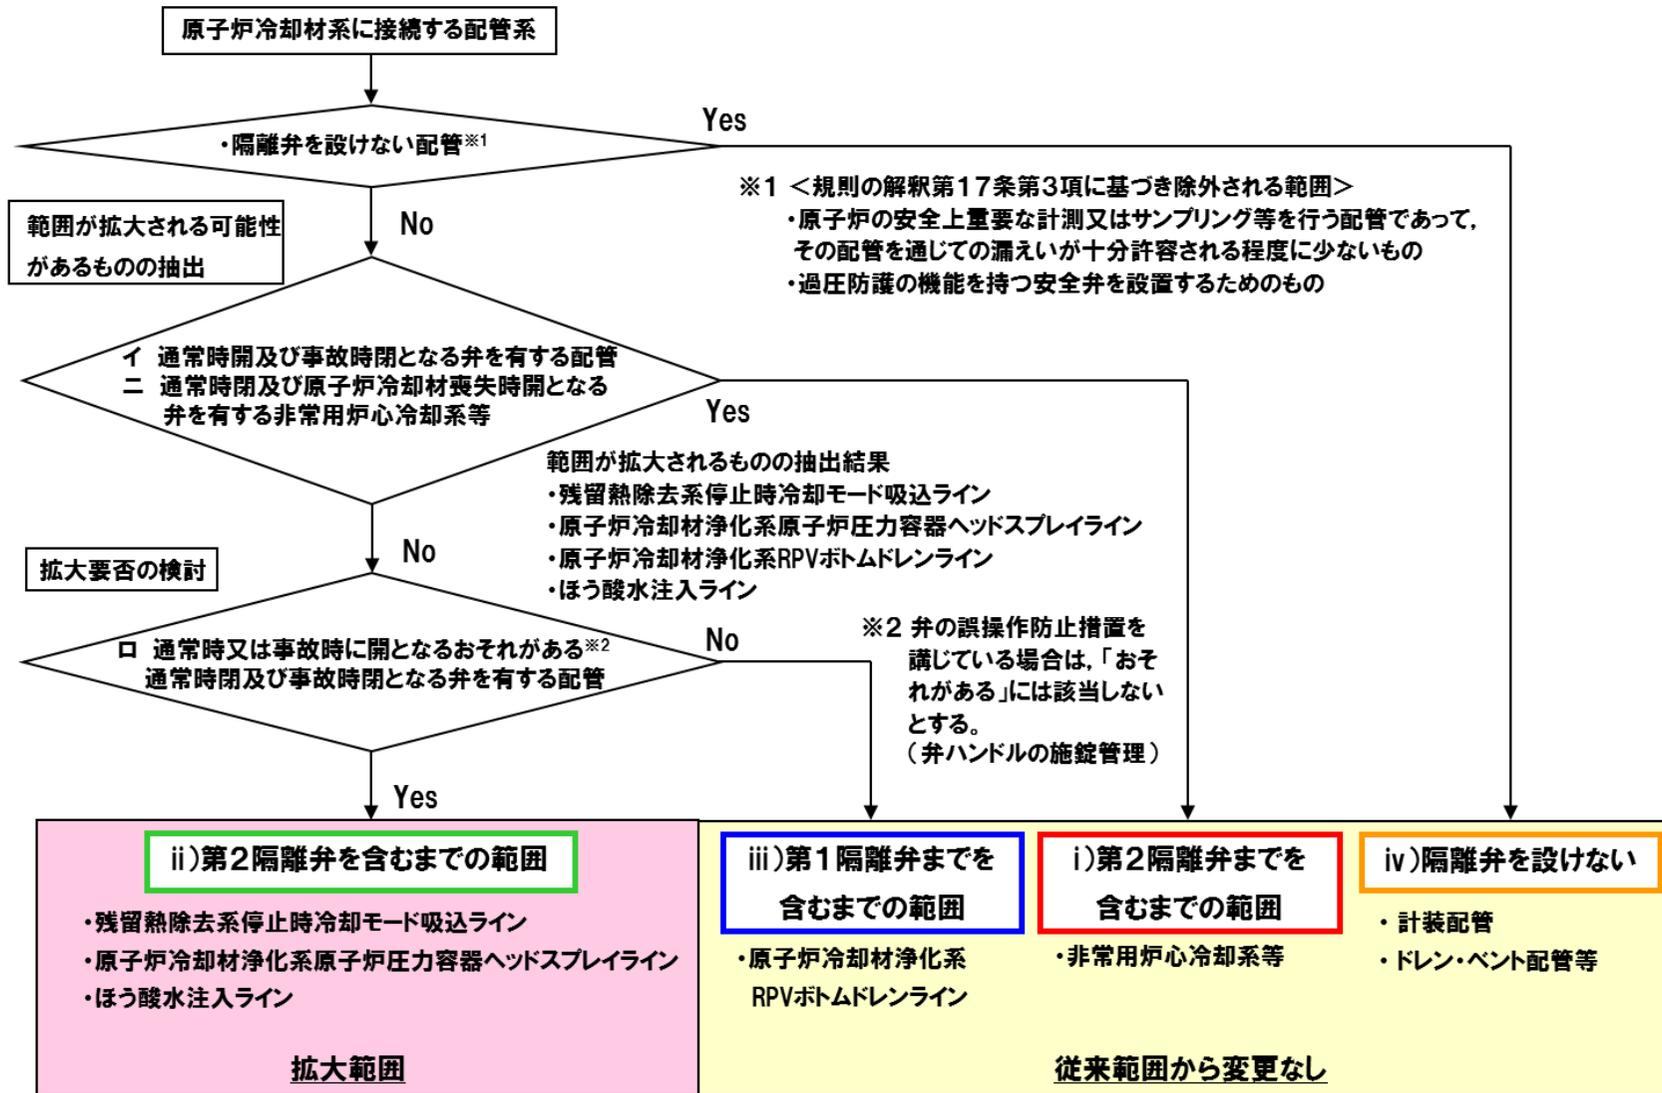 原子炉冷却材系に接続する配管系
・隔離弁を設けない配管※1
Yes
※1 ＜規則の解釈第17条第3項に基づき除外される範囲＞
・原子炉の安全上重要な計測又はサンプリング等を行う配管であって，
その配管を通じての漏えいが十分許容される程度に少ないもの
・過圧防護の機能を持つ安全弁を設置するためのもの
No
範囲が拡大される可能性
があるものの抽出
イ 通常時開及び事故時閉となる弁を有する配管
ニ 通常時閉及び原子炉冷却材喪失時開となる
弁を有する非常用炉心冷却系等
Yes
範囲が拡大されるものの抽出結果
・残留熱除去系停止時冷却モード吸込ライン
・原子炉冷却材浄化系原子炉圧力容器ヘッドスプレイライン
・原子炉冷却材浄化系RPVボトムドレンライン
・ほう酸水注入ライン
No
拡大要否の検討
ロ 通常時又は事故時に開となるおそれがある※2
通常時閉及び事故時閉となる弁を有する配管
No
※2 弁の誤操作防止措置を
講じている場合は，「おそ
れがある」には該当しない
とする。
（弁ハンドルの施錠管理）
Yes
ⅱ）第2隔離弁を含むまでの範囲
・残留熱除去系停止時冷却モード吸込ライン
・原子炉冷却材浄化系原子炉圧力容器ヘッドスプレイライン
・ほう酸水注入ライン
拡大範囲
ⅲ）第1隔離弁までを
含むまでの範囲
・原子炉冷却材浄化系
RPVボトムドレンライン
ⅰ）第2隔離弁までを
含むまでの範囲
・非常用炉心冷却系等
ⅳ）隔離弁を設けない
・ 計装配管
・ ドレン・ベント配管等
従来範囲から変更なし